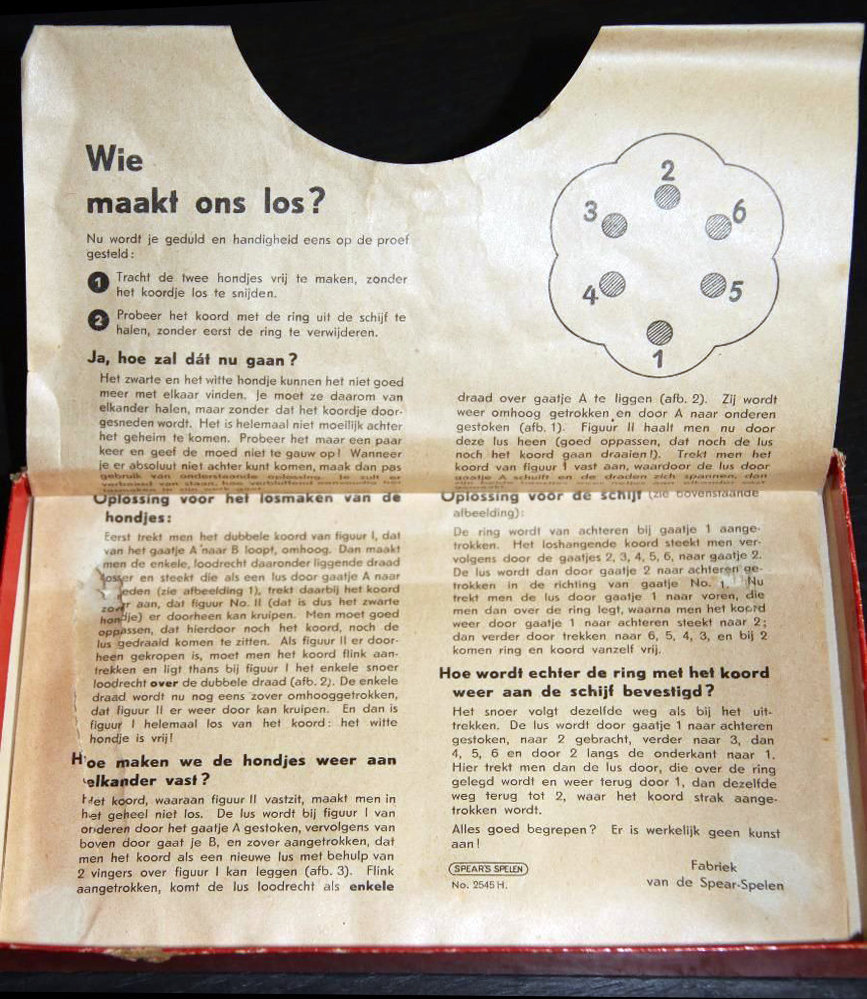 Wie
maakt ons los?
Nu wordt je geduld en handigheid eens op de proef
gesteld:
1 Tracht de twee hondjes vrij te maken, zonder
het koordje los te snijden.
2 Probeer het koord met de ring uit de schijf te
halen, zonder eerst de ring te verwijderen.
Ja, hoe zal dát nu gaan?
Het zwarte en het witte hondje kunnen het niet goed
meer met elkaar vinden. Je moet ze daarom van
elkander halen, maar zonder dat het koordje door-
gesneden wordt. Het is helemaal niet moeilijk achter
het geheim te komen. Probeer het maar een paar
keer en geef de moed niet te gauw op! Wanneer
je er absoluut niet achter kunt komen, maak dan pas
gebruik van onderstaande oplossing. Je zult er
Oplossing voor het losmaken van de
hondjes:
Eerst trekt men het dubbele koord van figuur I, dat
van het gaatje A naar B loopt, omhoog. Dan maakt
men de enkele, loodrecht daaronder liggende draad
losser en steekt die als een lus door gaatje A naar
eden (zie afbeelding 1), trekt daarbij het koord
zover aan, dat figuur No. II (dat is dus het zwarte
hondje) er doorheen kan kruipen. Men moet goed
oppassen, dat hierdoor noch het koord, noch de
lus gedraaid komen te zitten. Als figuur II er door-
heen gekropen is, moet men het koord flink aan-
trekken en ligt thans bij figuur I het enkele snoer
loodrecht over de dubbele draad (afb. 2). De enkele
draad wordt nu nog eens zover omhooggetrokken,
dat figuur II er weer door kan kruipen. En dan is
figuur I helemaal los van het koord: het witte
hondje is vrij!
Hoe maken we de hondjes weer aan
elkander vast?
Het koord, waaraan figuur II vastzit, maakt men in
het geheel niet los. De lus wordt bij figuur I van
onderen door het gaatje A gestoken, vervolgens van
boven door gaat je B, en zover aangetrokken, dat
men het koord als een nieuwe lus met behulp van
2 vingers over figuur I kan leggen (afb. 3). Flink
aangetrokken, komt de lus loodrecht als enkele
2
3
6
4
5
1
draad over gaatje A te liggen (afb. 2). Zij wordt
weer omhoog getrokken en door A naar onderen
gestoken (afb. 1). Figuur II haalt men nu door
deze lus heen (goed oppassen, dat noch de lus
noch het koord gaan draaien!). Trekt men het
koord van figuur 1 vast aan, waardoor de lus door
gaatje A schuift en de draden zich spannen, dan
Oplossing voor de schijf (zie bovenstaande
afbeelding):
De ring wordt van achteren bij gaatje 1 aange-
trokken. Het loshangende koord steekt men ver-
volgens door de gaatjes 2, 3, 4, 5, 6, naar gaatje 2.
De lus wordt dan door gaatje 2 naar achteren ge-
trokken in de richting van gaatje No. 1. Nu
trekt men de lus door gaatje 1 naar voren, die
men dan over de ring legt, waarna men het koord
weer door gaatje 1 naar achteren steekt naar 2;
dan verder door trekken naar 6, 5, 4, 3, en bij 2
komen ring en koord vanzelf vrij.
Hoe wordt echter de ring met het koord
weer aan de schijf bevestigd?
Het snoer volgt dezelfde weg als bij het uit-
trekken. De lus wordt door gaatje 1 naar achteren
gestoken, naar 2 gebracht, verder naar 3, dan
4, 5, 6 en door 2 langs de onderkant naar 1.
Hier trekt men dan de lus door, die over de ring
gelegd wordt en weer terug door 1, dan dezelfde
weg terug tot 2, waar het koord strak aange-
trokken wordt.
Alles goed begrepen? Er is werkelijk geen kunst
aan!
SPEAR'S SPELEN
No. 2545 H.
Fabriek
van de Spear-Spelen